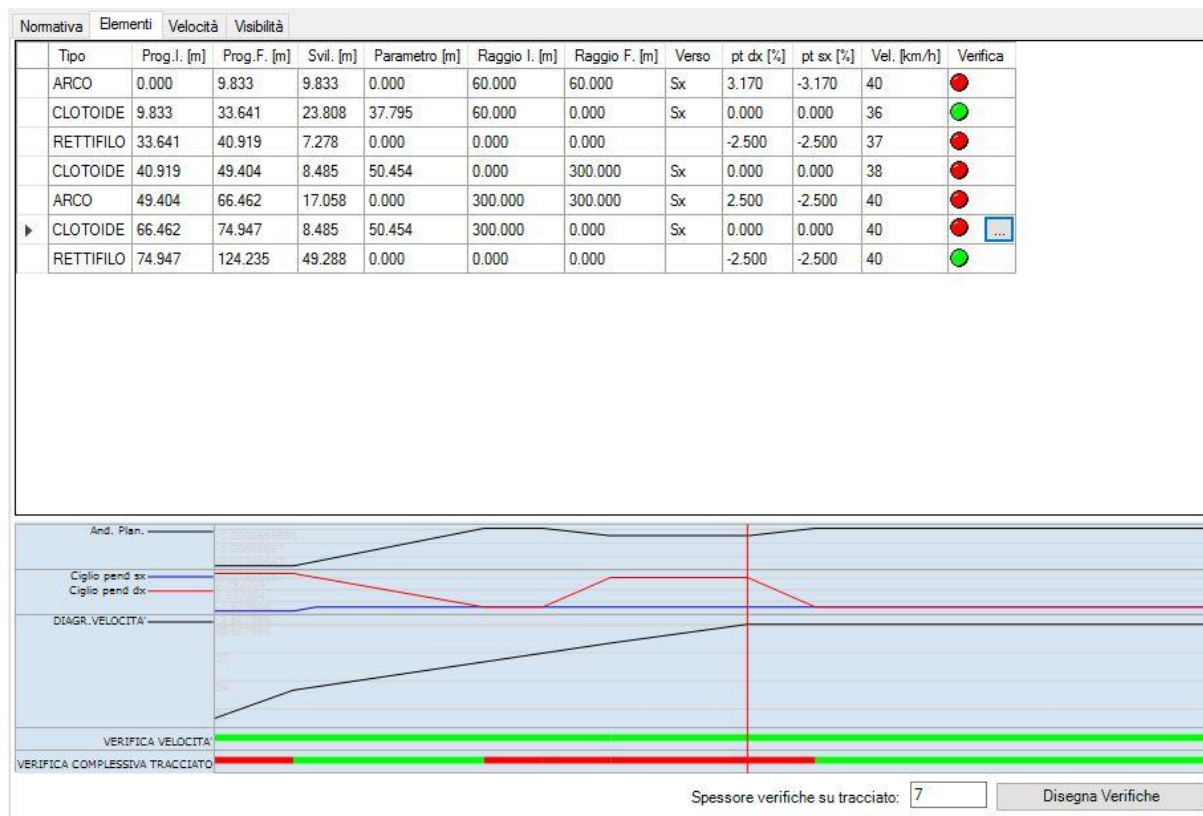 Normativa Elementi Velocità Visibilità
Tipo Prog.I. [m] Prog.F. [m] Svil. [m] Parametro [m] Raggio I. [m] Raggio F. [m] Verso pt dx [%] pt sx [%] Vel. [km/h] Verifica
ARCO 0.000 9.833 9.833 0.000 60.000 60.000 Sx 3.170 -3.170 40
CLOTOIDE 9.833 33.641 23.808 37.795 60.000 0.000 Sx 0.000 0.000 36
RETTIFILO 33.641 40.919 7.278 0.000 0.000 0.000 -2.500 -2.500 37
CLOTOIDE 40.919 49.404 8.485 50.454 0.000 300.000 Sx 0.000 0.000 38
ARCO 49.404 66.462 17.058 0.000 300.000 300.000 Sx 2.500 -2.500 40
CLOTOIDE 66.462 74.947 8.485 50.454 300.000 0.000 Sx 0.000 0.000 40 ...
RETTIFILO 74.947 124.235 49.288 0.000 0.000 0.000 -2.500 -2.500 40
And. Plan.
Ciglio pend sx
Ciglio pend dx
DIAGR.VELOCITA'
VERIFICA VELOCITA'
VERIFICA COMPLESSIVA TRACCIATO
Spessore verifiche su tracciato: 7 Disegna Verifiche